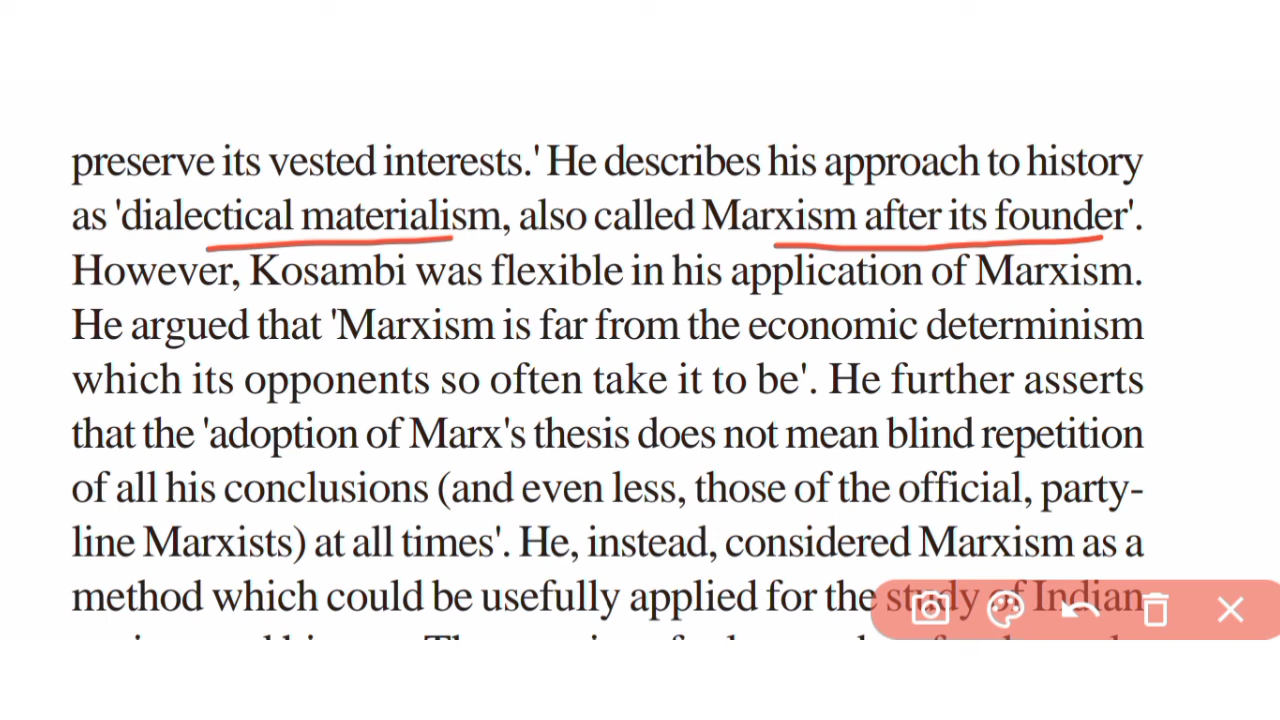 preserve its vested interests.' He describes his approach to history
as 'dialectical materialism, also called Marxism after its founder'.
However, Kosambi was flexible in his application of Marxism.
He argued that 'Marxism is far from the economic determinism
which its opponents so often take it to be'. He further asserts
that the 'adoption of Marx's thesis does not mean blind repetition
of all his conclusions (and even less, those of the official, party-
line Marxists) at all times'. He, instead, considered Marxism as a
method which could be usefully applied for the study of Indian